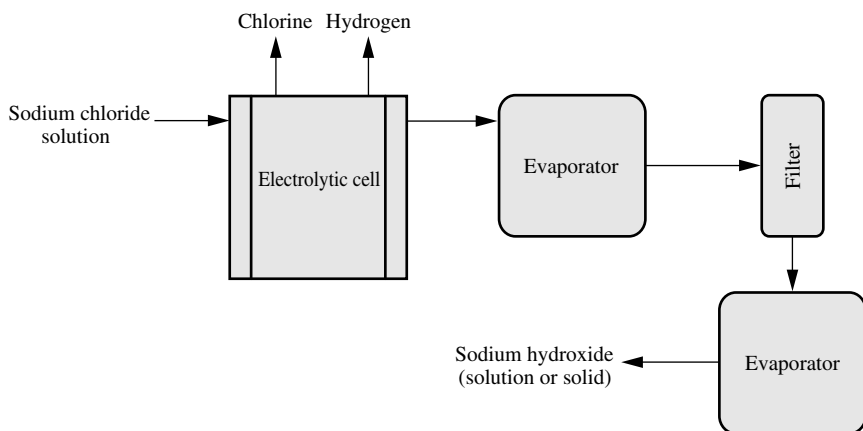 Chlorine
Hydrogen
Sodium chloride
solution
Electrolytic cell
Evaporator
Filter
Evaporator
Sodium hydroxide
(solution or solid)